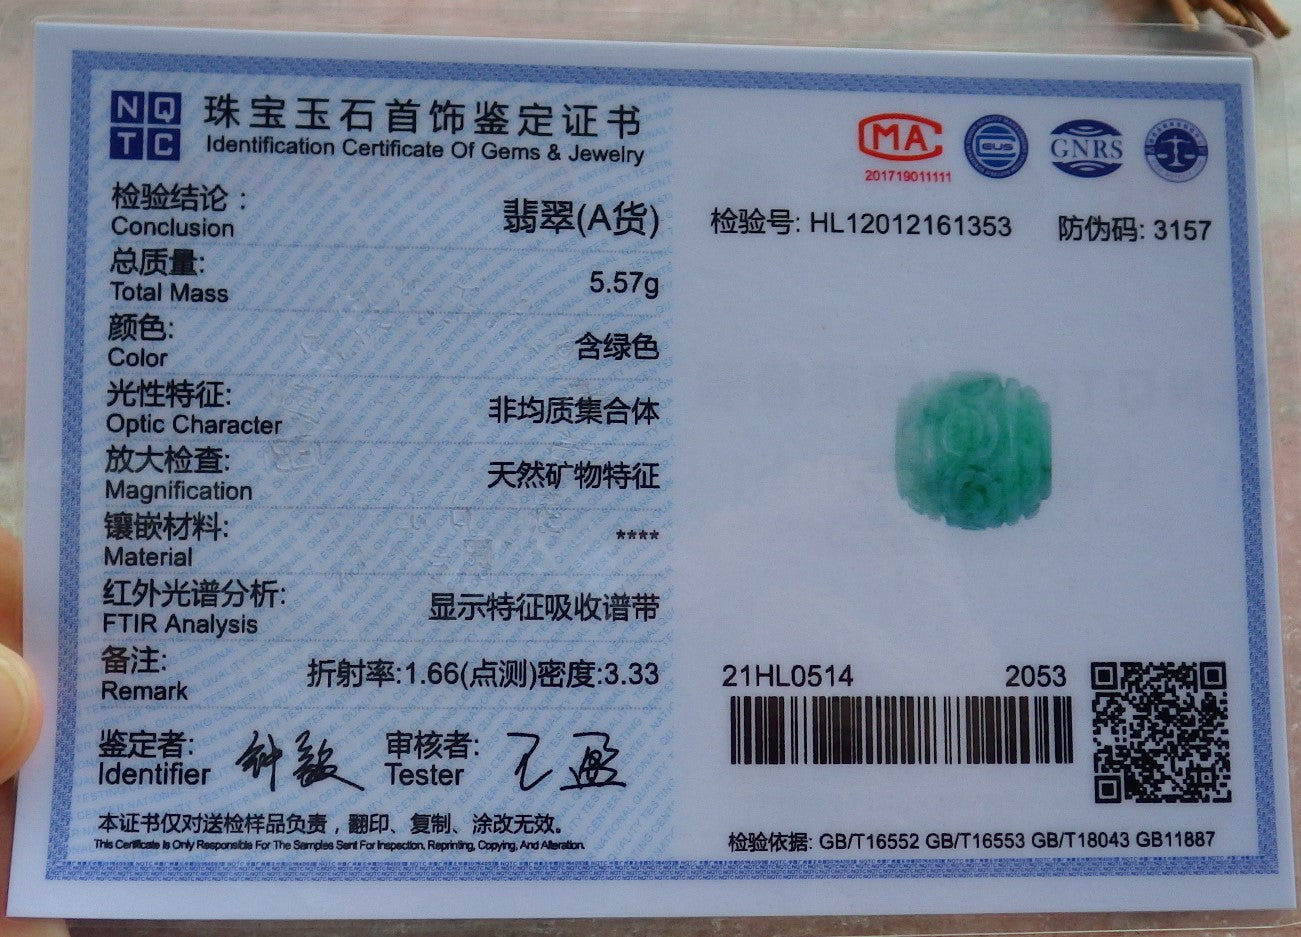 NQ
TC
珠宝玉石首饰鉴定证书
Identification Certificate Of Gems & Jewelry
检验结论：
Conclusion
翡翠(A货)
总质量:
Total Mass
5.57g
颜色:
Color
含绿色
光性特征:
Optic Character
非均质集合体
放大检查:
Magnification
天然矿物特征
镶嵌材料:
Material
****
红外光谱分析:
FTIR Analysis
显示特征吸收谱带
备注:
Remark
折射率:1.66(点测)密度:3.33
鉴定者:
Identifier
审核者:
Tester
本证书仅对送检样品负责，翻印、复制、涂改无效。
This Certificate Is Only Responsible For The Samples Sent For Inspection, Reprinting, Copying, And Alteration.
MA
201719011111
GNRS
检验号: HL12012161353
防伪码: 3157
21HL0514
2053
检验依据: GB/T16552 GB/T16553 GB/T18043 GB11887